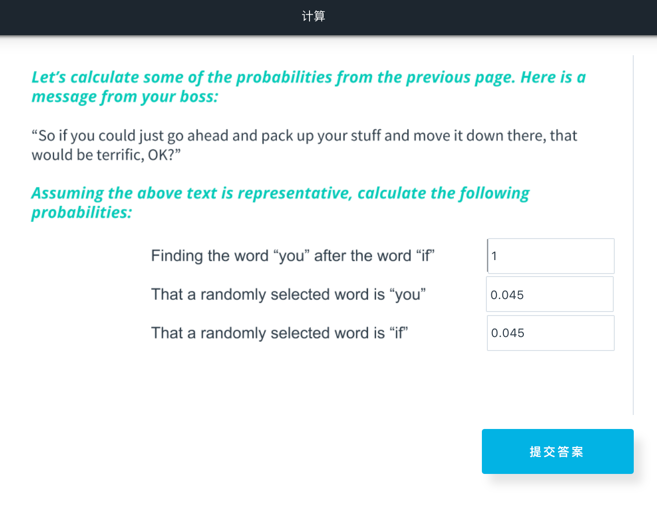 计算
Let's calculate some of the probabilities from the previous page. Here is a
message from your boss:
“So if you could just go ahead and pack up your stuff and move it down there, that
would be terrific, OK?”
Assuming the above text is representative, calculate the following
probabilities:
Finding the word “you” after the word “if” 1
That a randomly selected word is “you” 0.045
That a randomly selected word is “if” 0.045
提交答案